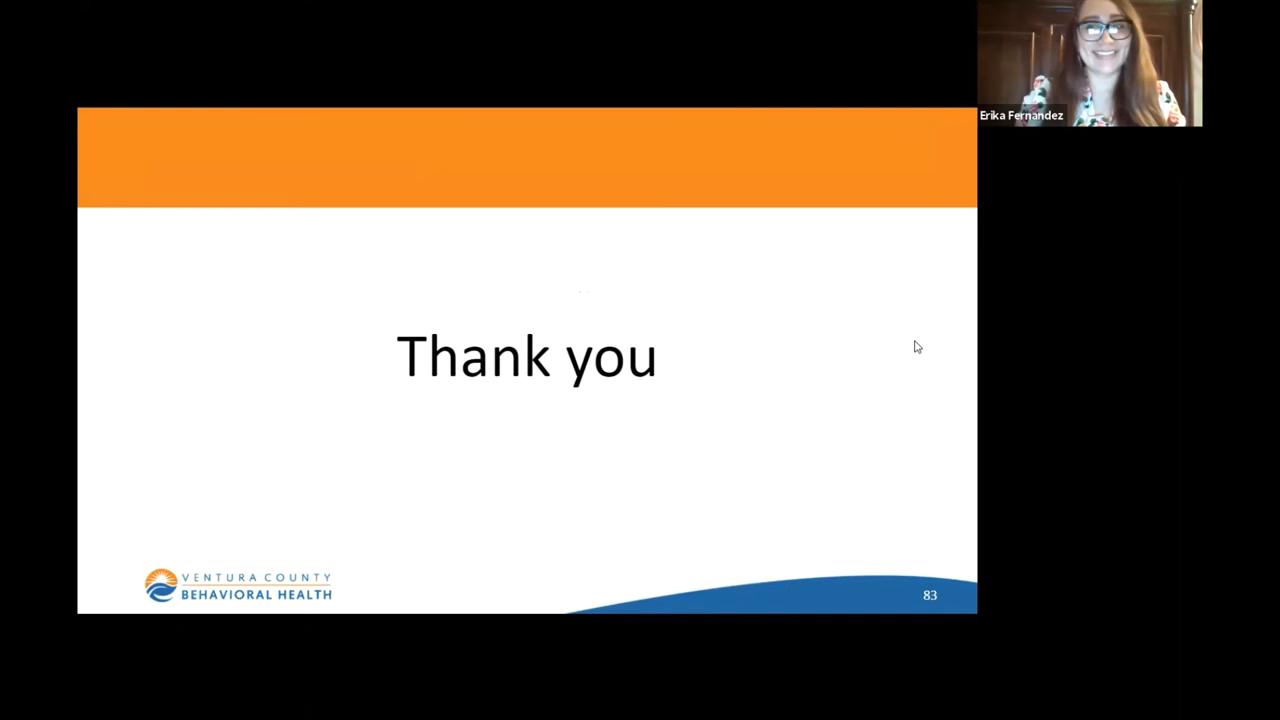 Erika Fernandez
Thank you
VENTURA COUNTY
BEHAVIORAL HEALTH
83